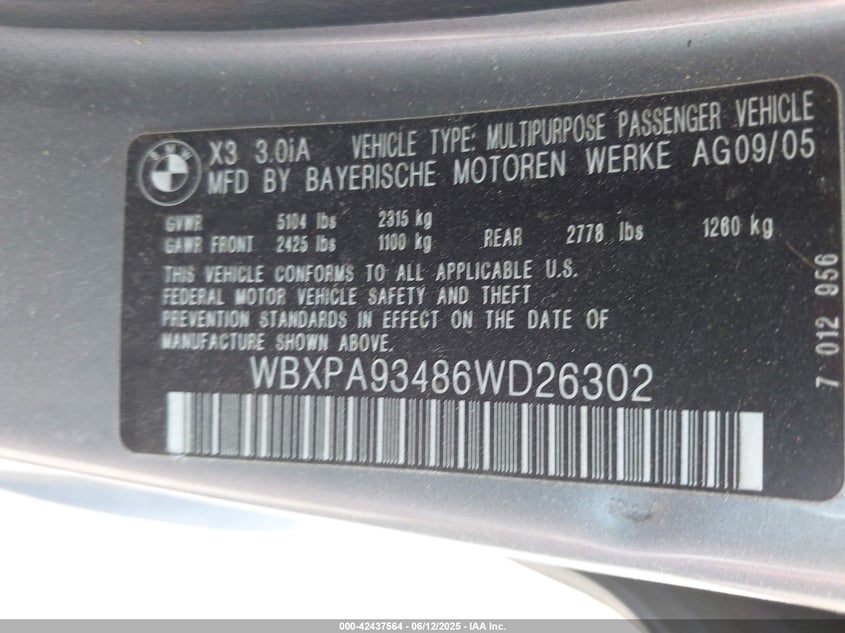 BMW
X3 3.0iA VEHICLE TYPE: MULTIPURPOSE PASSENGER VEHICLE
MFD BY BAYERISCHE MOTOREN WERKE AG09/05
GVWR 5104 lbs 2315 kg
GAWR FRONT 2425 lbs 1100 kg REAR 2778 lbs 1260 kg
THIS VEHICLE CONFORMS TO ALL APPLICABLE U.S.
FEDERAL MOTOR VEHICLE SAFETY AND THEFT
PREVENTION STANDARDS IN EFFECT ON THE DATE OF
MANUFACTURE SHOWN ABOVE.
WBXPA93486WD26302
7 012 956
000-42437564 - 06/12/2025 - IAA Inc.